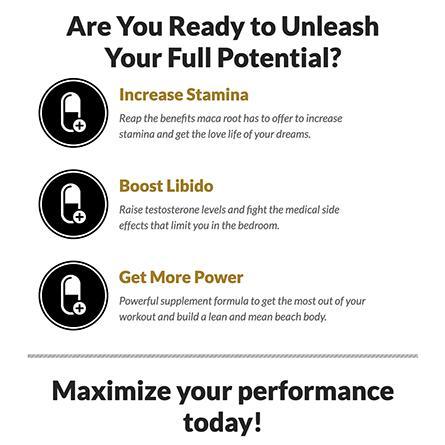 Are You Ready to Unleash
Your Full Potential?
Increase Stamina
Reap the benefits maca root has to offer to increase
stamina and get the love life of your dreams.
Boost Libido
Raise testosterone levels and fight the medical side
effects that limit you in the bedroom.
Get More Power
Powerful supplement formula to get the most out of your
workout and build a lean and mean beach body.
Maximize your performance
today!